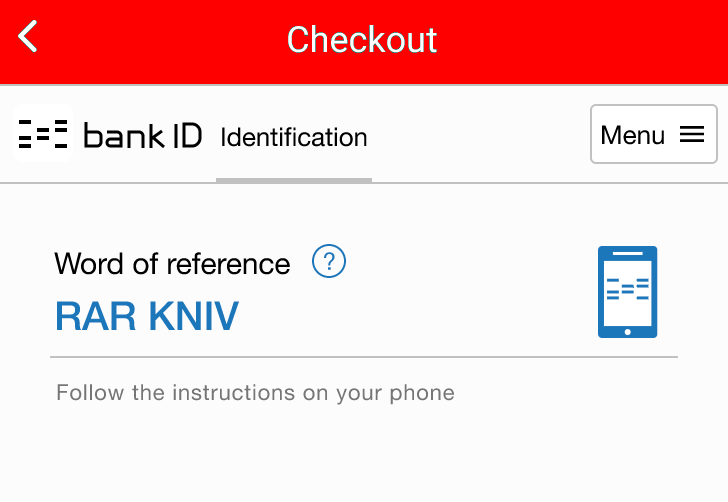 Checkout
bank ID Identification
Menu
Word of reference ?
RAR KNIV
Follow the instructions on your phone